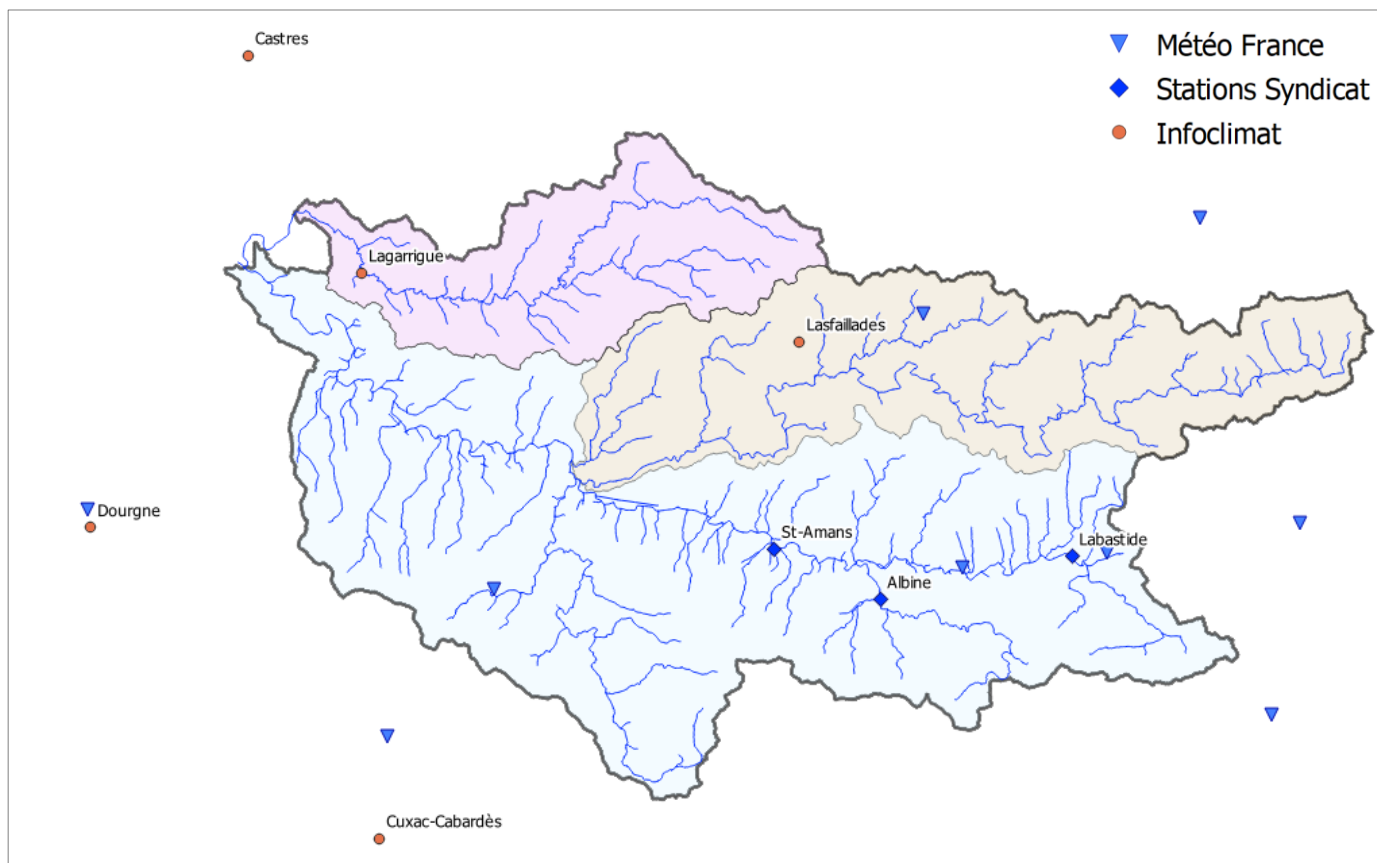 Castres
Météo France
Stations Syndicat
Infoclimat
Lagarrigue
Lasfaillades
Dourgne
St-Amans
Labastide
Albine
Cuxac-Cabardès